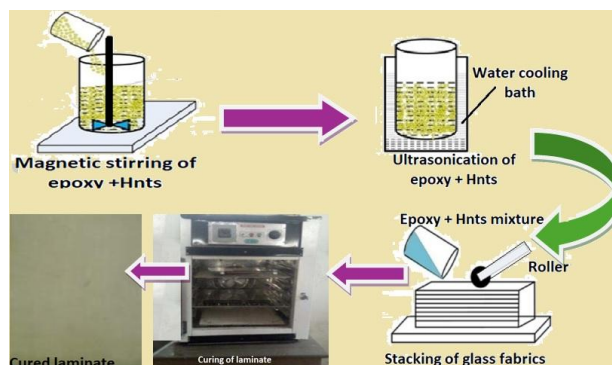 Magnetic stirring of
epoxy +Hnts
Water cooling
bath
Ultrasonication of
epoxy + Hnts
Epoxy + Hnts mixture
Roller
Stacking of glass fabrics
Curing of laminate
Cured laminate